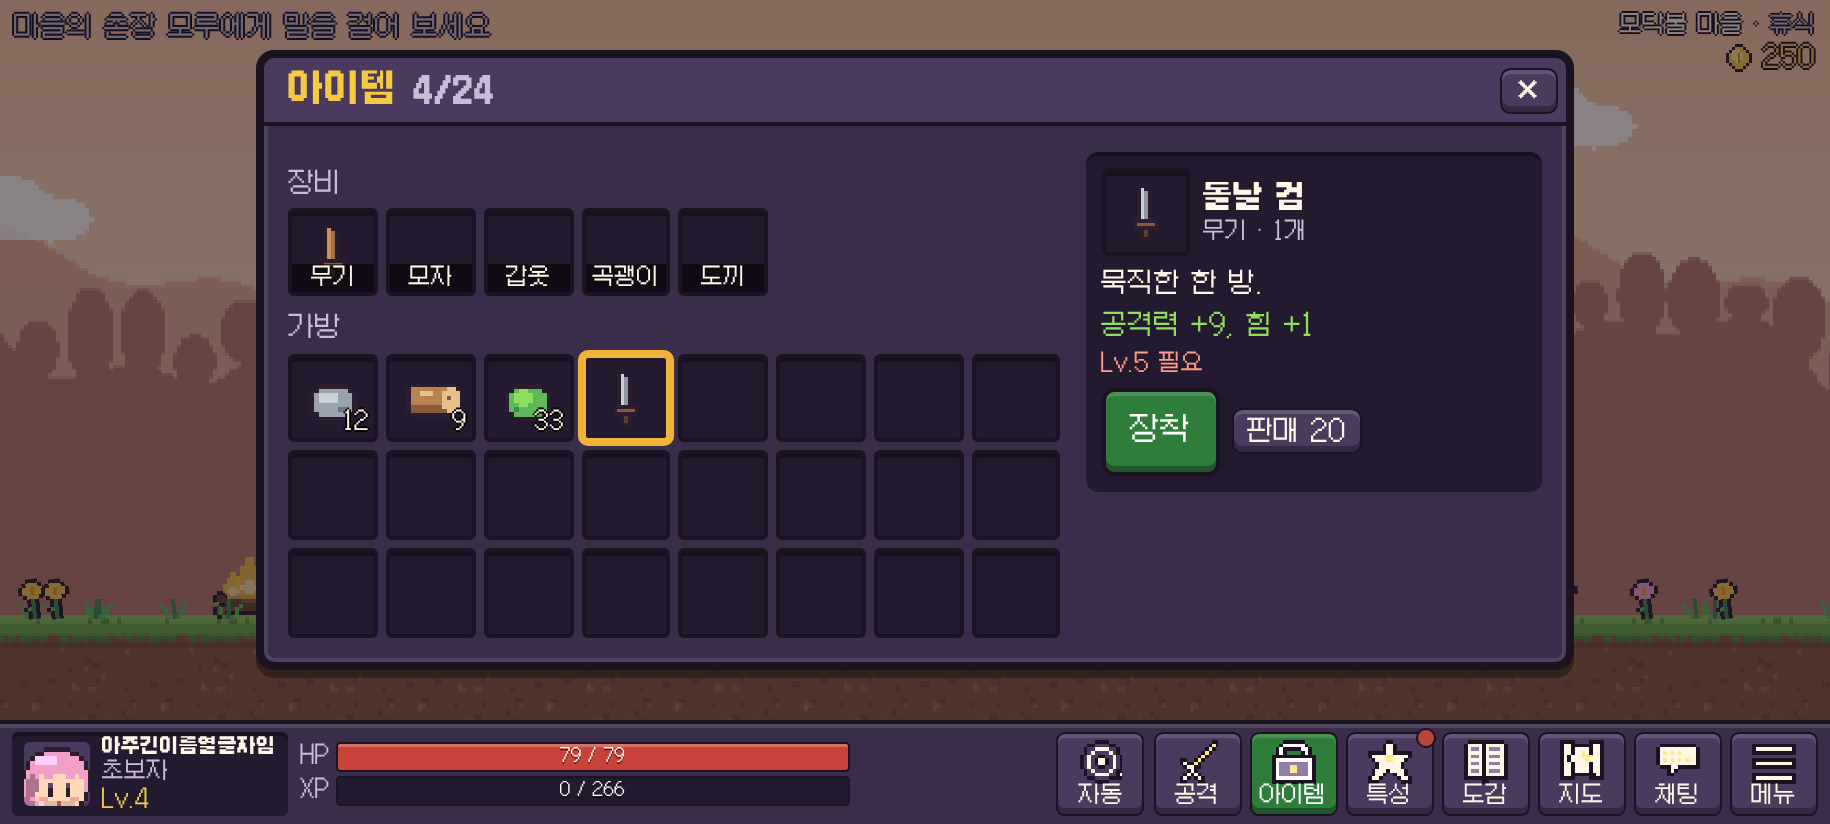 마을의 촌장 모루에게 말을 걸어 보세요
모닥불 마을 · 휴식
250
아이템 4/24
×
장비
무기
모자
갑옷
곡괭이
도끼
가방
12
9
33
돌날 검
무기 · 1개
묵직한 한 방.
공격력 +9, 힘 +1
Lv.5 필요
장착
판매 20
아주긴이름열글자임
초보자
Lv.4
HP
79 / 79
XP
0 / 266
자동
공격
아이템
특성
도감
지도
채팅
메뉴